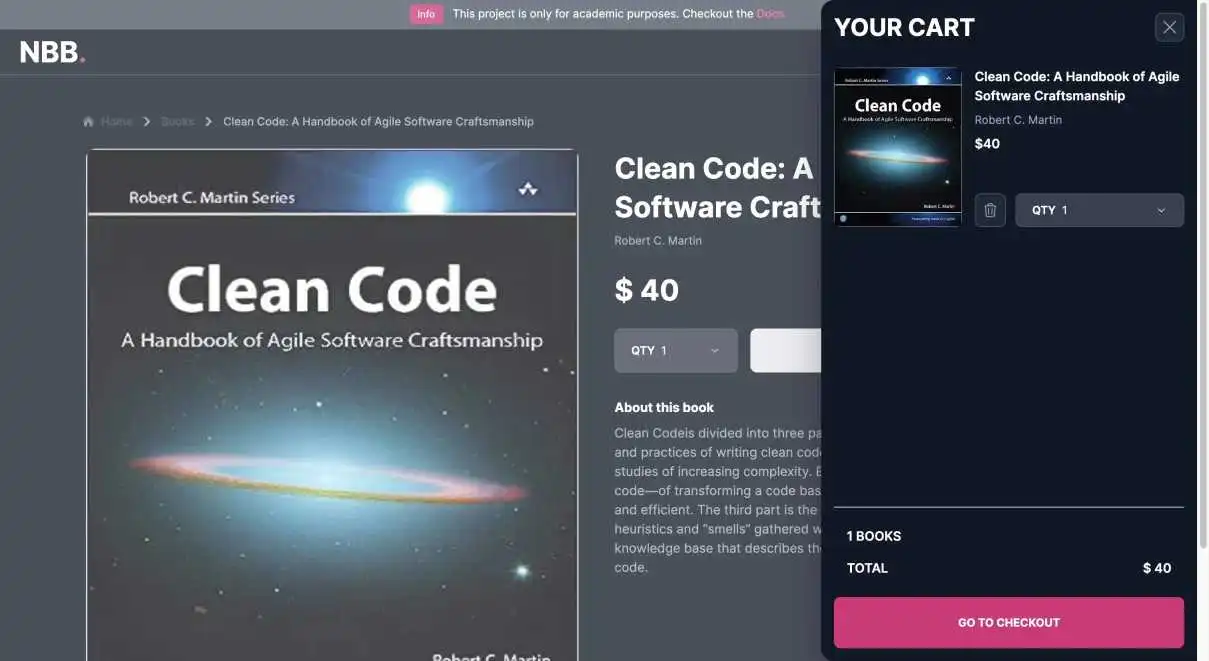 Info This project is only for academic purposes. Checkout the Docs
NBB.
Home Books Clean Code: A Handbook of Agile Software Craftsmanship
Robert C. Martin Series
Clean Code
A Handbook of Agile Software Craftsmanship
Robert C. Martin
Clean Code: A
Software Craft
Robert C. Martin
$ 40
QTY 1
About this book
Clean Codeis divided into three pa
and practices of writing clean code
studies of increasing complexity. E
code—of transforming a code bas
and efficient. The third part is the
heuristics and “smells” gathered w
knowledge base that describes the
code.
YOUR CART
Robert C. Martin Series
Clean Code
A Handbook of Agile Software Craftsmanship
Robert C. Martin
Clean Code: A Handbook of Agile
Software Craftsmanship
Robert C. Martin
$40
QTY 1
1 BOOKS
TOTAL $ 40
GO TO CHECKOUT